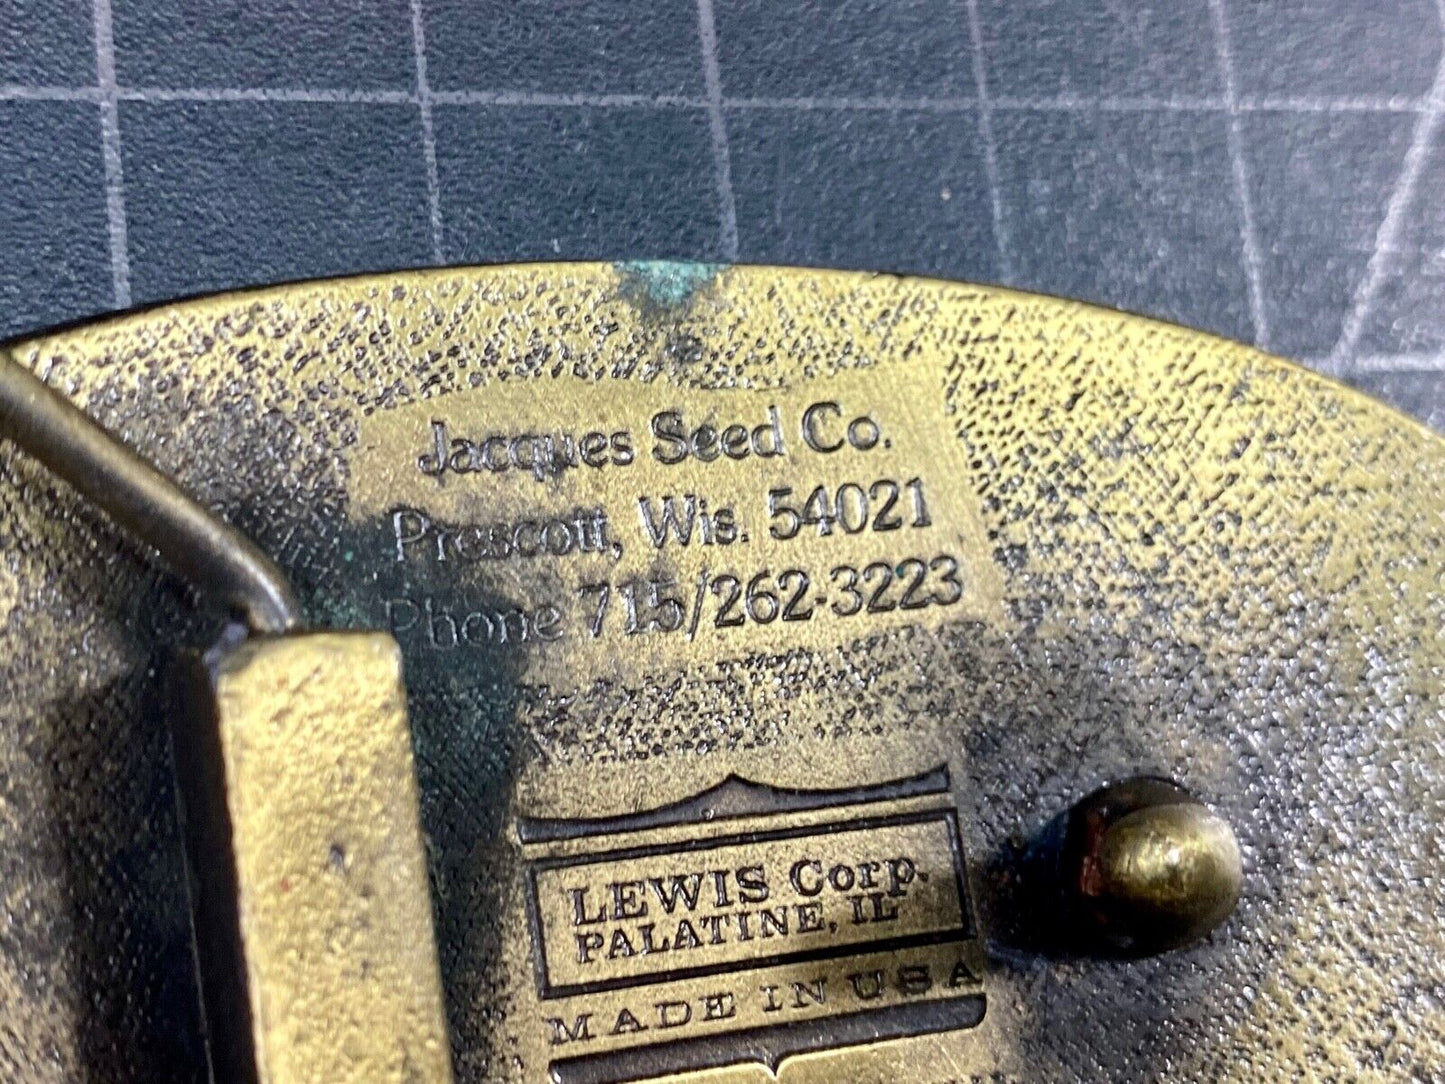 Jacques Seed Co.
Prescott, Wis. 54021
Phone 715/262-3223
LEWIS Corp.
PALATINE, IL
MADE IN USA